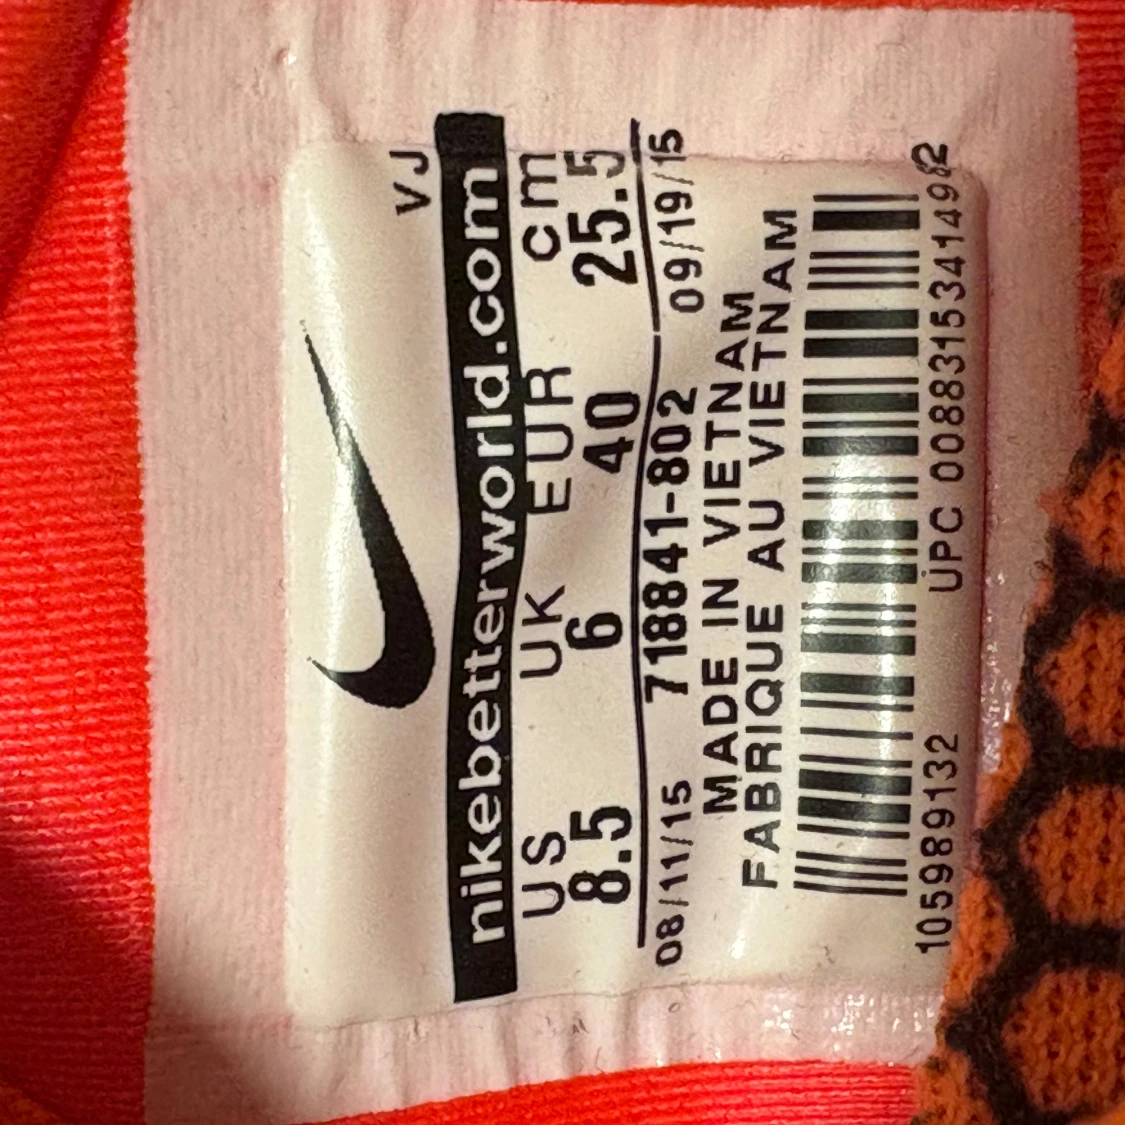 VJ
nikebetterworld.com
US UK EUR cm
8.5 6 40 25.5
08/11/15 718841-802 09/19/15
MADE IN VIETNAM
FABRIQUE AU VIETNAM
105989132 UPC 00883153414982